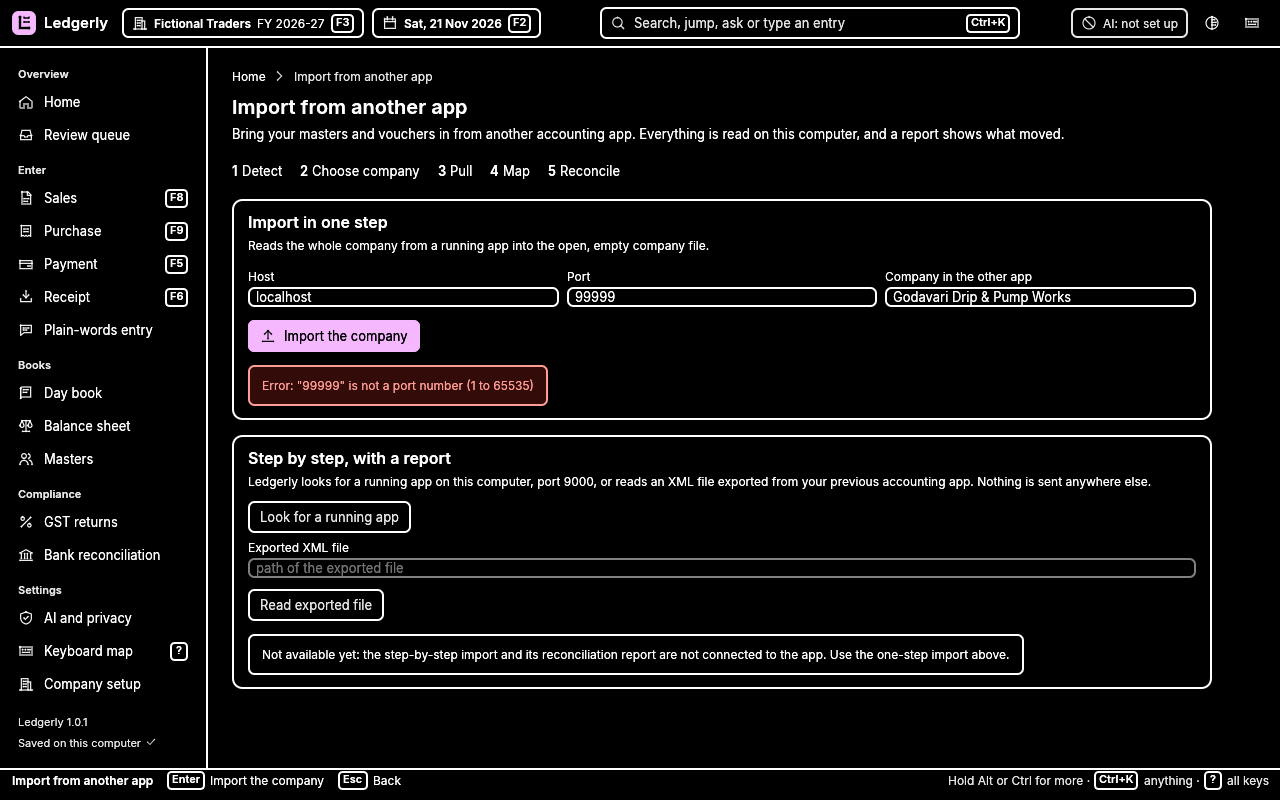 Ledgerly
Fictional Traders FY 2026-27 F3
Sat, 21 Nov 2026 F2
Search, jump, ask or type an entry Ctrl+K
AI: not set up
Overview
Home
Review queue
Enter
Sales F8
Purchase F9
Payment F5
Receipt F6
Plain-words entry
Books
Day book
Balance sheet
Masters
Compliance
GST returns
Bank reconciliation
Settings
AI and privacy
Keyboard map ?
Company setup
Ledgerly 1.0.1
Saved on this computer
Home Import from another app
Import from another app
Bring your masters and vouchers in from another accounting app. Everything is read on this computer, and a report shows what moved.
1 Detect 2 Choose company 3 Pull 4 Map 5 Reconcile
Import in one step
Reads the whole company from a running app into the open, empty company file.
Host Port Company in the other app
localhost 99999 Godavari Drip & Pump Works
Import the company
Error: "99999" is not a port number (1 to 65535)
Step by step, with a report
Ledgerly looks for a running app on this computer, port 9000, or reads an XML file exported from your previous accounting app. Nothing is sent anywhere else.
Look for a running app
Exported XML file
path of the exported file
Read exported file
Not available yet: the step-by-step import and its reconciliation report are not connected to the app. Use the one-step import above.
Import from another app Enter Import the company Esc Back
Hold Alt or Ctrl for more · Ctrl+K anything · ? all keys